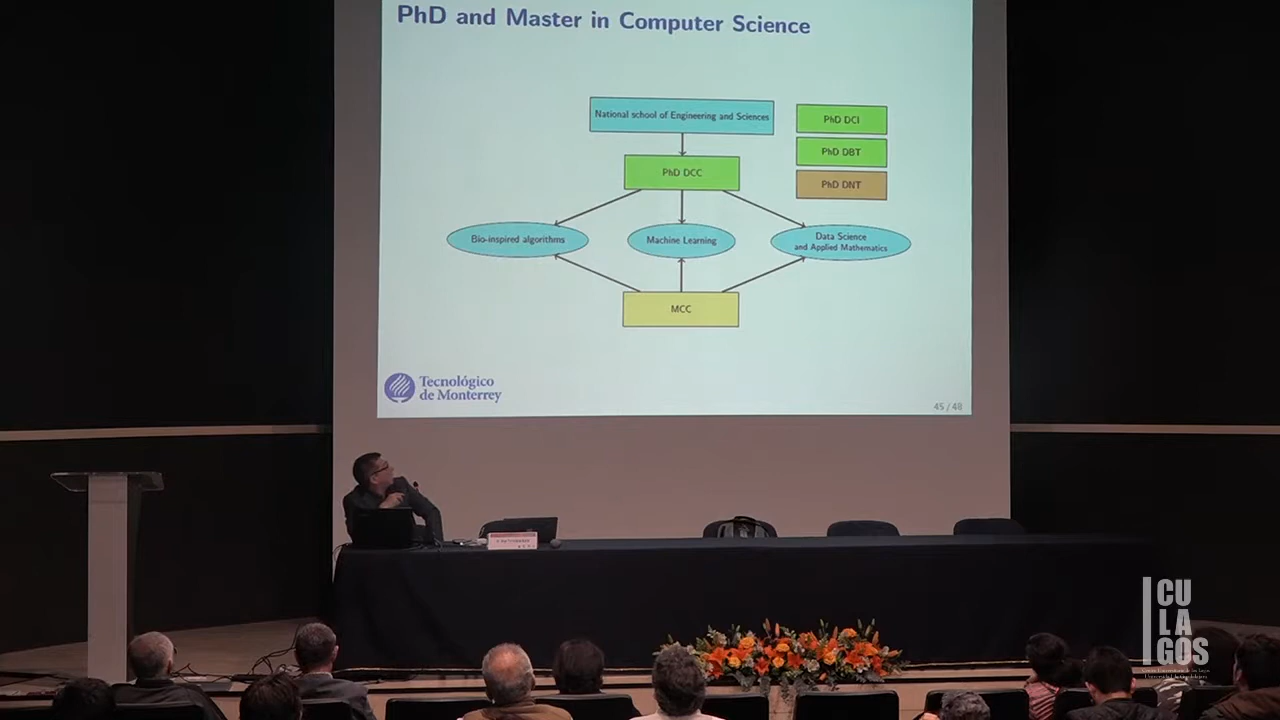 PhD and Master in Computer Science
National school of Engineering and Sciences
PhD DCI
PhD DBT
PhD DCC
PhD DNT
Bio-inspired algorithms
Machine Learning
Data Science
and Applied Mathematics
MCC
Tecnológico
de Monterrey
45 / 48
CU
LA
GOS